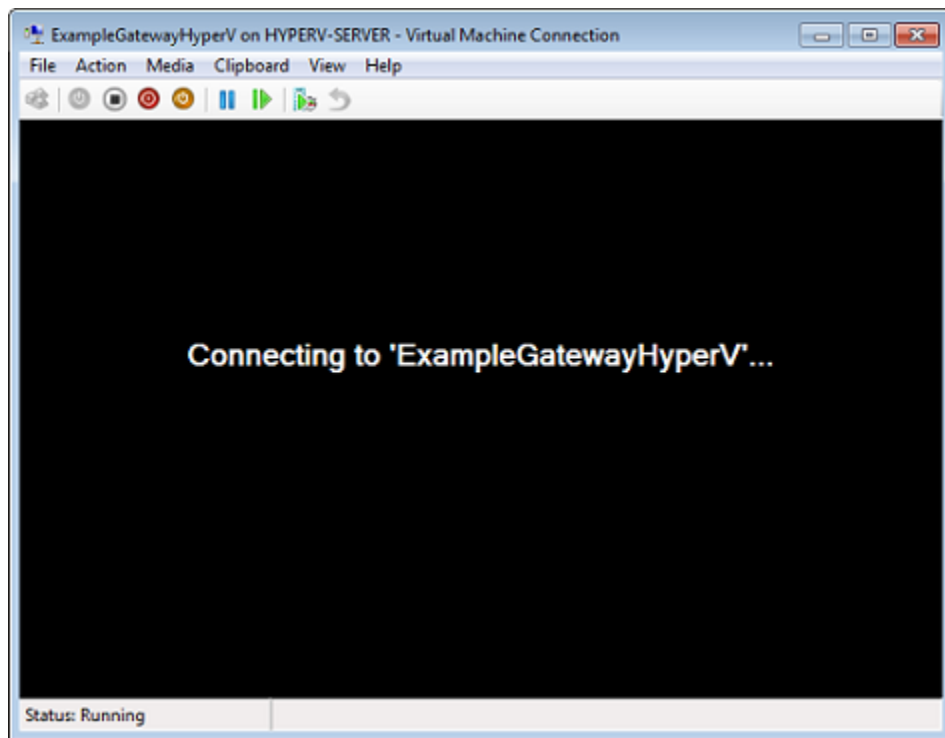 ExampleGatewayHyperV on HYPERV-SERVER - Virtual Machine Connection
File Action Media Clipboard View Help
Connecting to 'ExampleGatewayHyperV'...
Status: Running